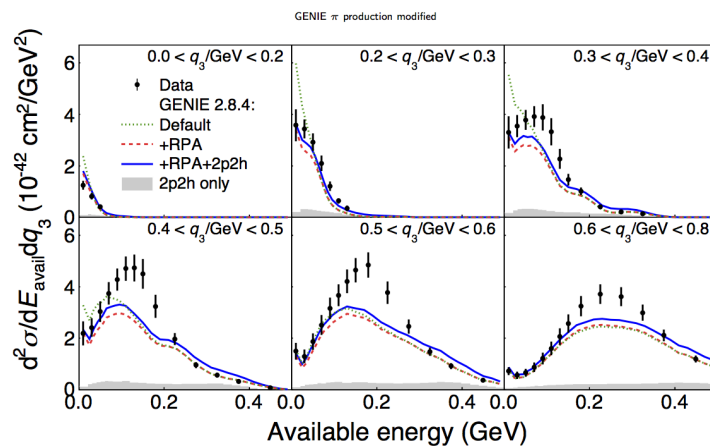 GENIE π production modified
0.0 < q3/GeV < 0.2
0.2 < q3/GeV < 0.3
0.3 < q3/GeV < 0.4
6
4
2
0
Data
GENIE 2.8.4:
Default
+RPA
+RPA+2p2h
2p2h only
0.4 < q3/GeV < 0.5
0.5 < q3/GeV < 0.6
0.6 < q3/GeV < 0.8
6
4
2
0
d²σ/dEavaildq3 (10⁻⁴² cm²/GeV²)
0.0 0.2 0.4 0.0 0.2 0.4 0.0 0.2 0.4
Available energy (GeV)